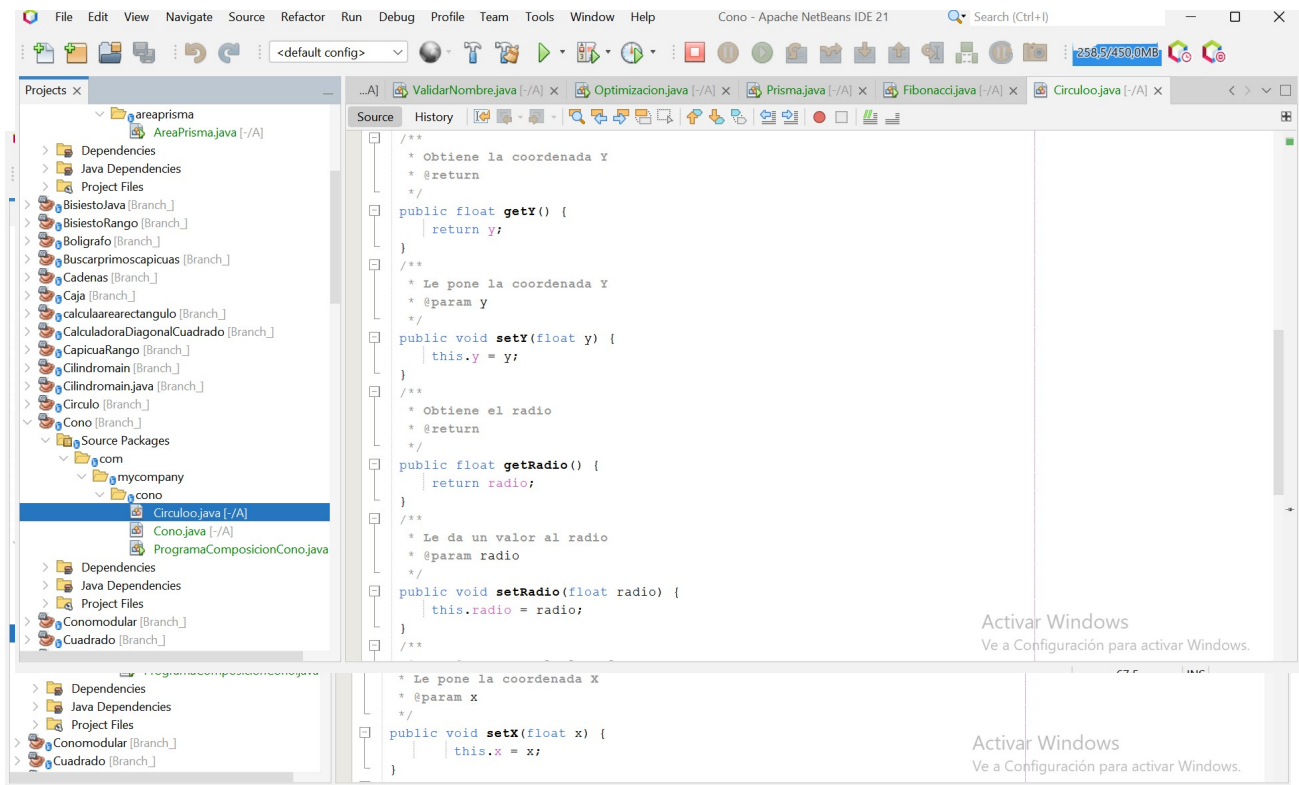 File Edit View Navigate Source Refactor Run Debug Profile Team Tools Window Help Cono - Apache NetBeans IDE 21 Search (Ctrl+I)
<default config> 258,5/450,0MB
Projects
areaprisma
AreaPrisma.java [-/A]
Dependencies
Java Dependencies
Project Files
BisiestoJava [Branch_]
BisiestoRango [Branch_]
Boligrafo [Branch_]
Buscarprimoscapicuas [Branch_]
Cadenas [Branch_]
Caja [Branch_]
calculaarearectangulo [Branch_]
CalculadoraDiagonalCuadrado [Branch_]
CapicuaRango [Branch_]
Cilindromain [Branch_]
Cilindromain.java [Branch_]
Circulo [Branch_]
Cono [Branch_]
Source Packages
com
mycompany
cono
Circuloo.java [-/A]
Cono.java [-/A]
ProgramaComposicionCono.java
Dependencies
Java Dependencies
Project Files
Conomodular [Branch_]
Cuadrado [Branch_]
...A] ValidarNombre.java [-/A] Optimizacion.java [-/A] Prisma.java [-/A] Fibonacci.java [-/A] Circuloo.java [-/A]
Source History
/**
* Obtiene la coordenada Y
* @return
*/
public float getY() {
return y;
}
/**
* Le pone la coordenada Y
* @param y
*/
public void setY(float y) {
this.y = y;
}
/**
* Obtiene el radio
* @return
*/
public float getRadio() {
return radio;
}
/**
* Le da un valor al radio
* @param radio
*/
public void setRadio(float radio) {
this.radio = radio;
}
/**
Activar Windows
Ve a Configuración para activar Windows.
Dependencies
Java Dependencies
Project Files
Conomodular [Branch_]
Cuadrado [Branch_]
* Le pone la coordenada X
* @param x
*/
public void setX(float x) {
this.x = x;
}
Activar Windows
Ve a Configuración para activar Windows.